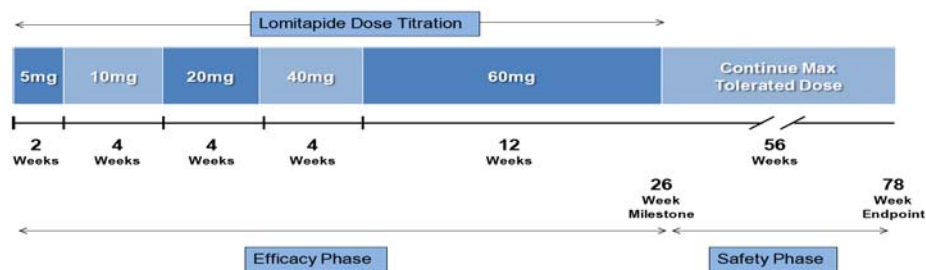 Lomitapide Dose Titration
5mg
10mg
20mg
40mg
60mg
Continue Max
Tolerated Dose
2
Weeks
4
Weeks
4
Weeks
4
Weeks
12
Weeks
56
Weeks
26
Week
Milestone
78
Week
Endpoint
Efficacy Phase
Safety Phase